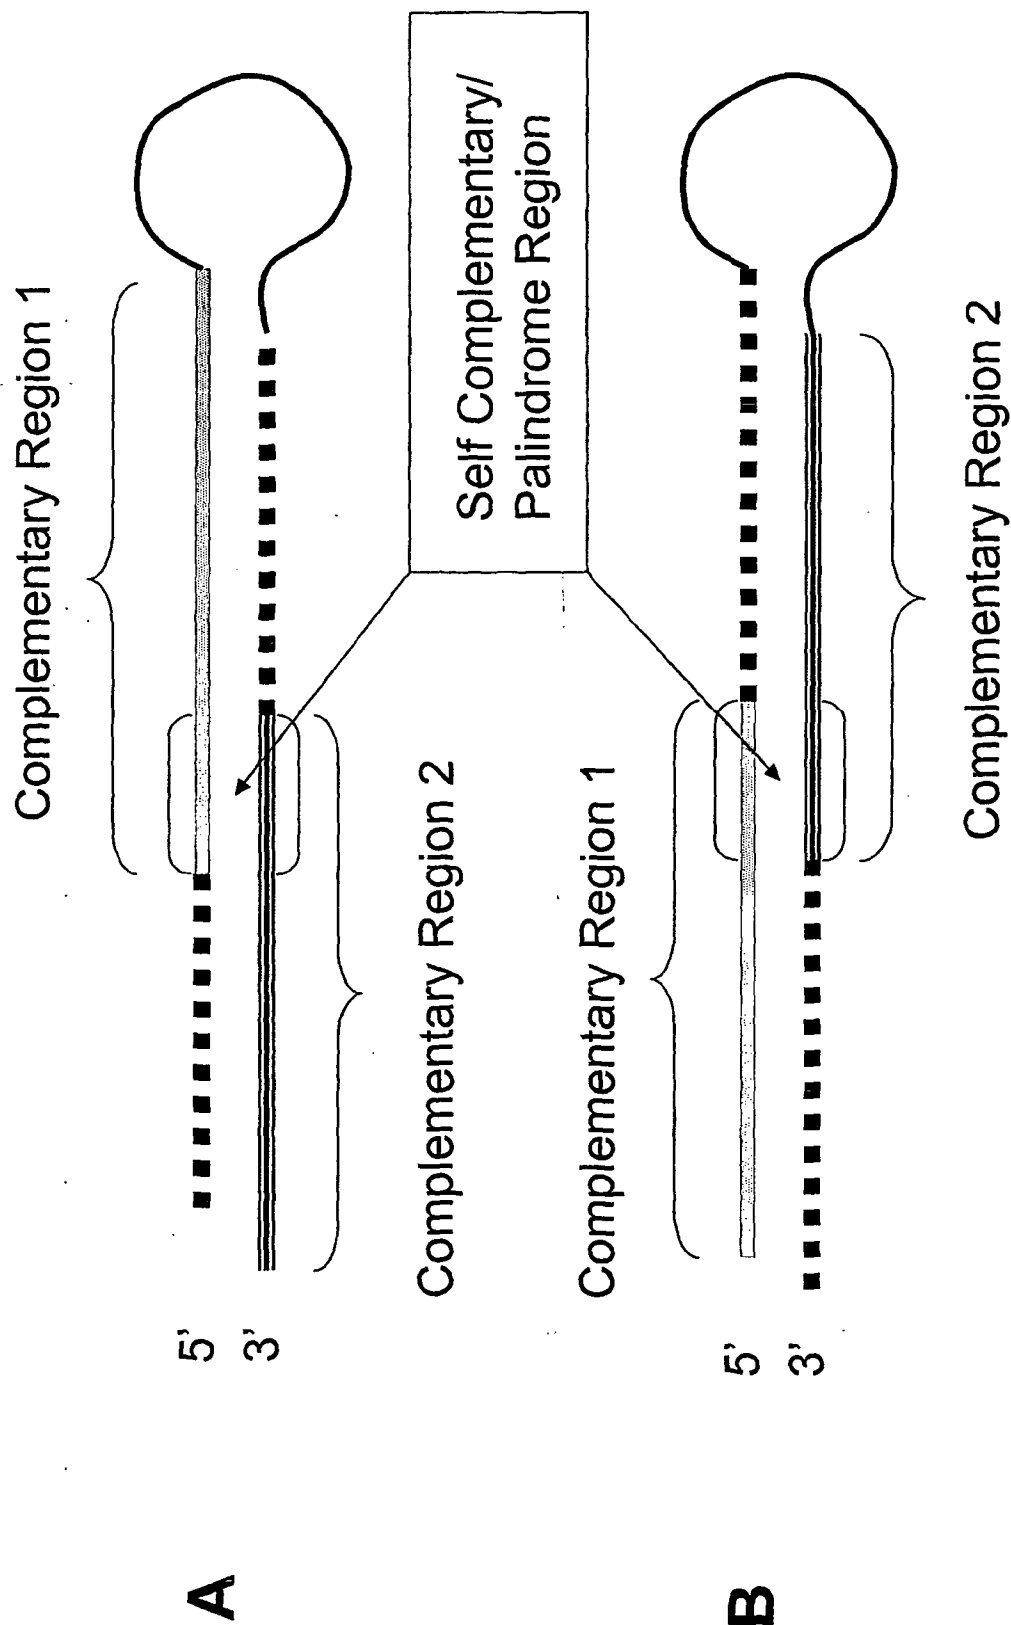 A
5'
3'
Complementary Region 1
Complementary Region 2
Self Complementary/
Palindrome Region
B
5'
3'
Complementary Region 1
Complementary Region 2